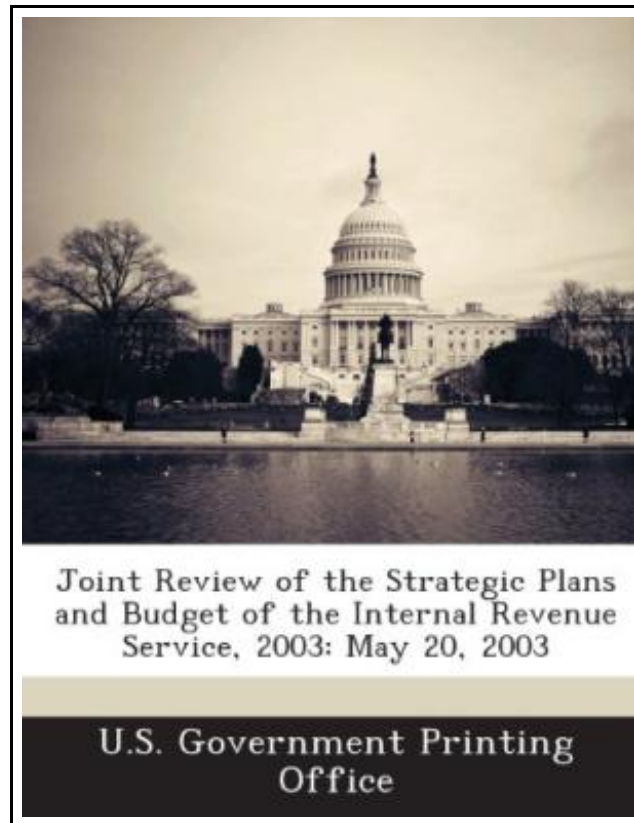 Joint Review of the Strategic Plans
and Budget of the Internal Revenue
Service, 2003: May 20, 2003
U.S. Government Printing
Office